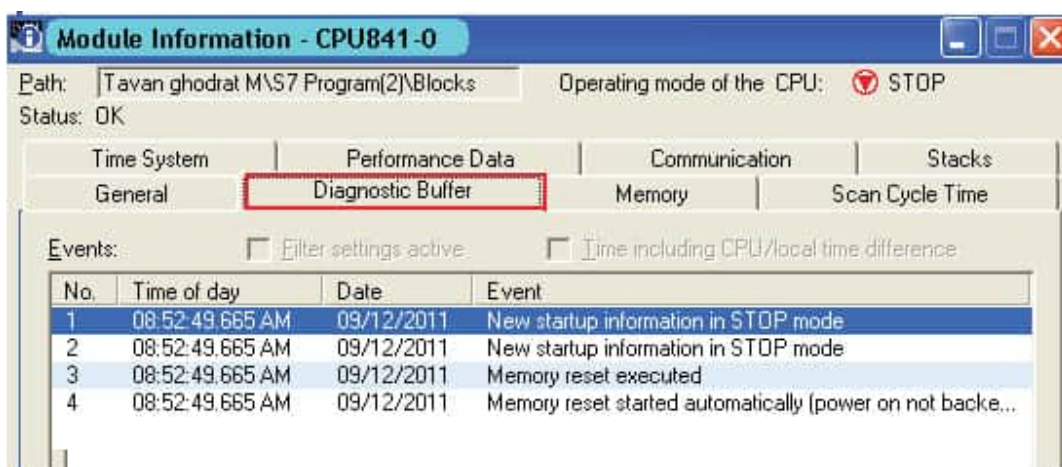 Module Information - CPU841-0
Path: Tavan ghodrat M\S7 Program(2)\Blocks Operating mode of the CPU: STOP
Status: OK
Time System Performance Data Communication Stacks
General Diagnostic Buffer Memory Scan Cycle Time
Events: Filter settings active Time including CPU/local time difference
No. Time of day Date Event
1 08:52:49.665 AM 09/12/2011 New startup information in STOP mode
2 08:52:49.665 AM 09/12/2011 New startup information in STOP mode
3 08:52:49.665 AM 09/12/2011 Memory reset executed
4 08:52:49.665 AM 09/12/2011 Memory reset started automatically (power on not backe...